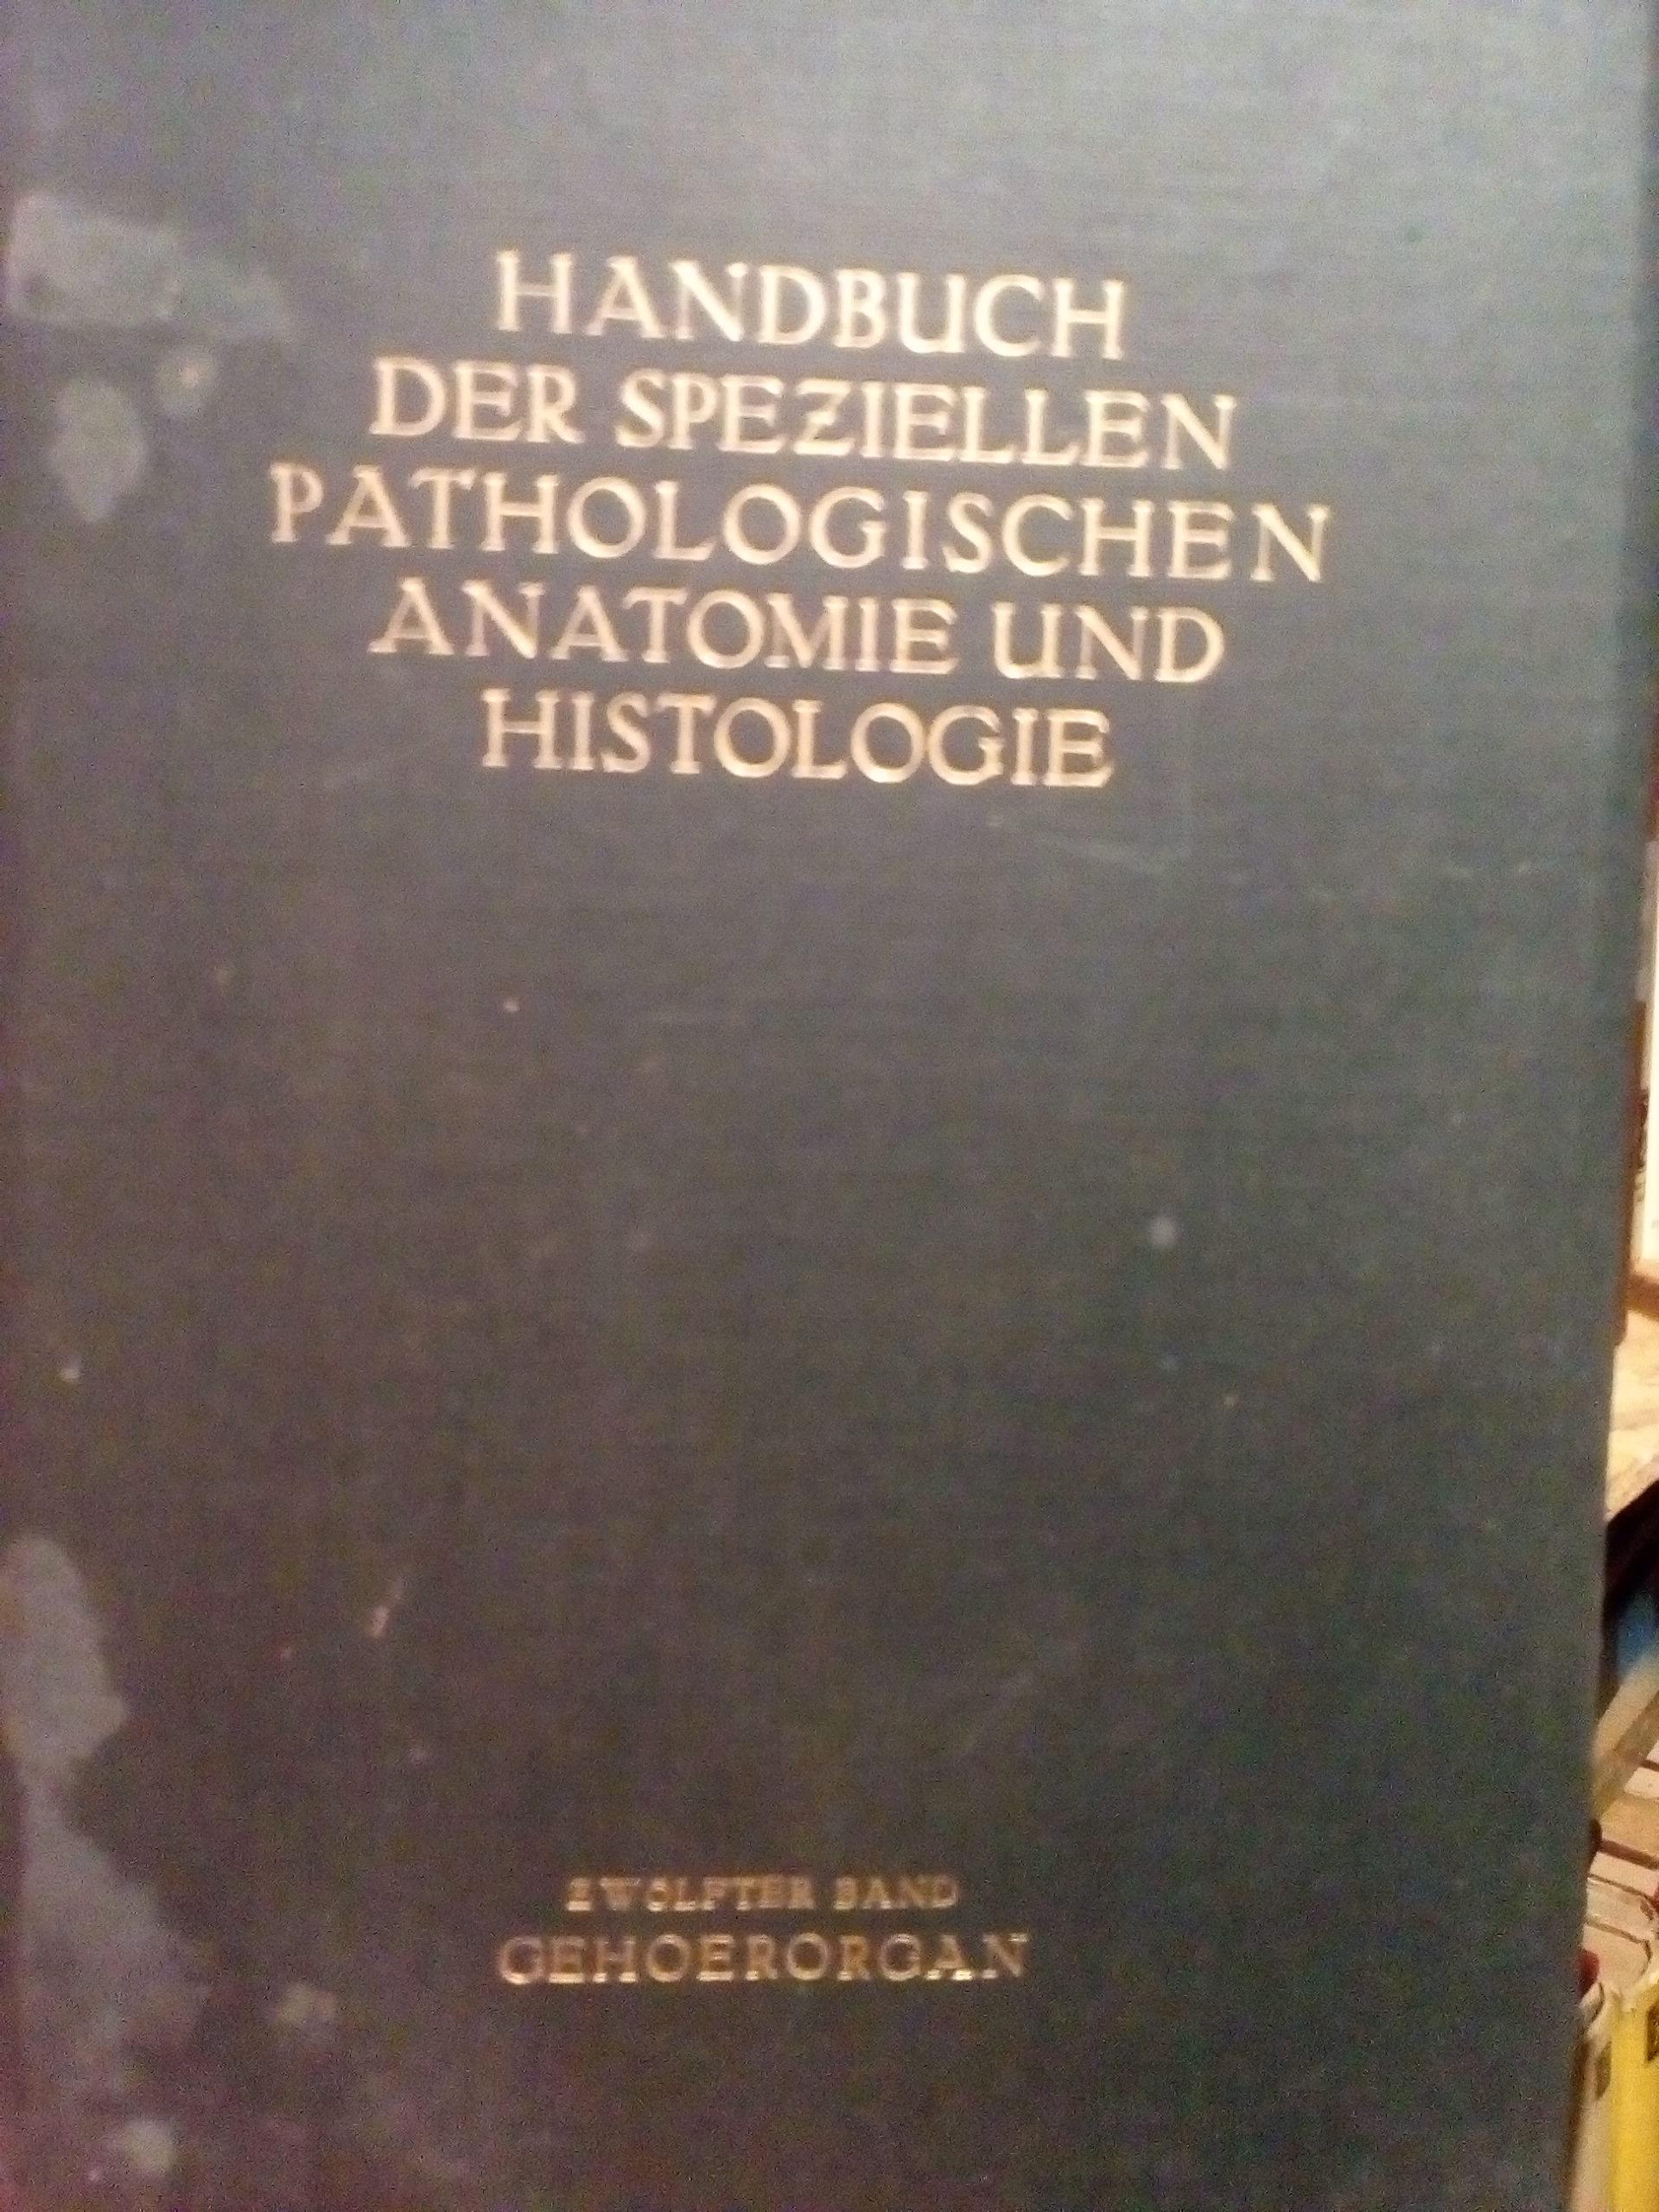 HANDBUCH
DER SPEZIELLEN
PATHOLOGISCHEN
ANATOMIE UND
HISTOLOGIE
ZWÖLFTER BAND
GEHOERORGAN